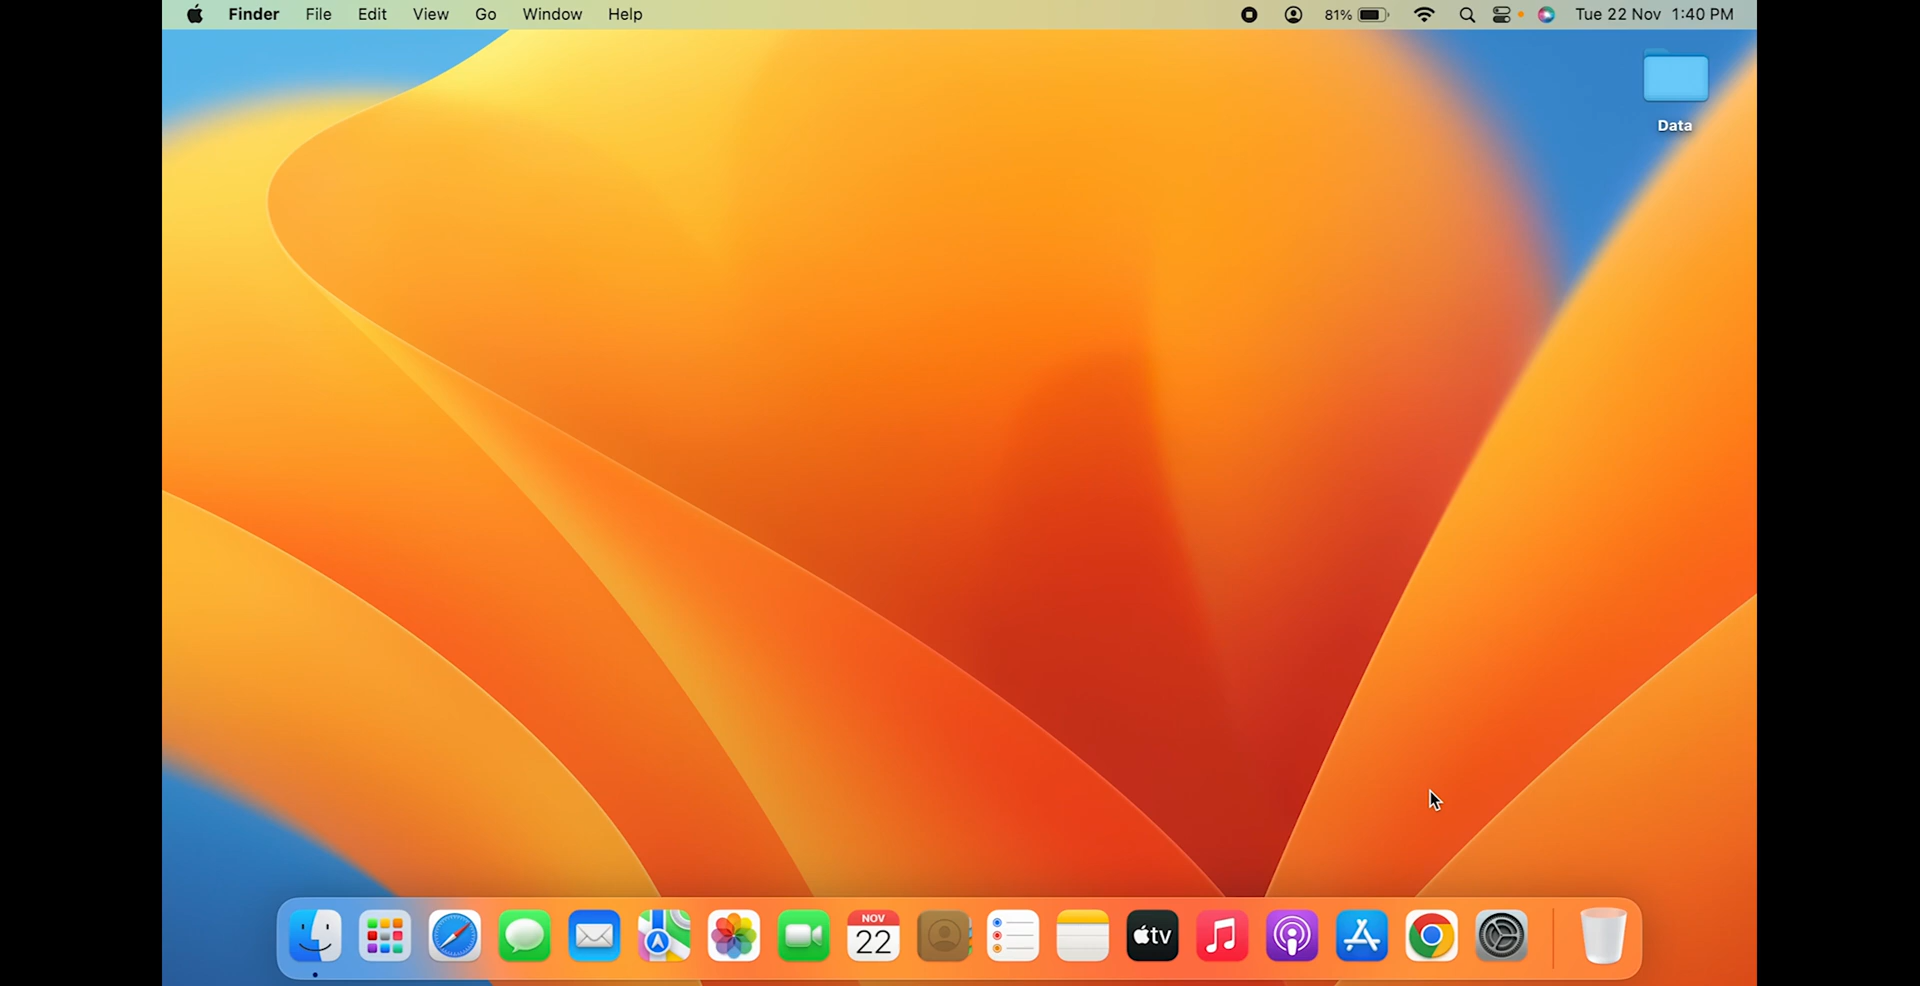 Finder File Edit View Go Window Help 81% Tue 22 Nov 1:40 PM
Data
NOV
22
tv